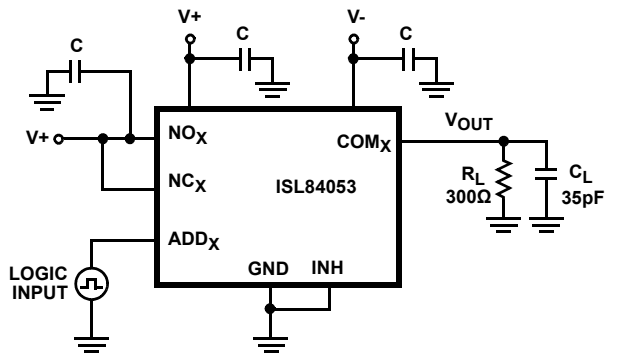 V+
V-
C
C
C
V+
NOX
COMX
VOUT
NCX
ISL84053
RL
300Ω
CL
35pF
ADDX
LOGIC
INPUT
GND
INH